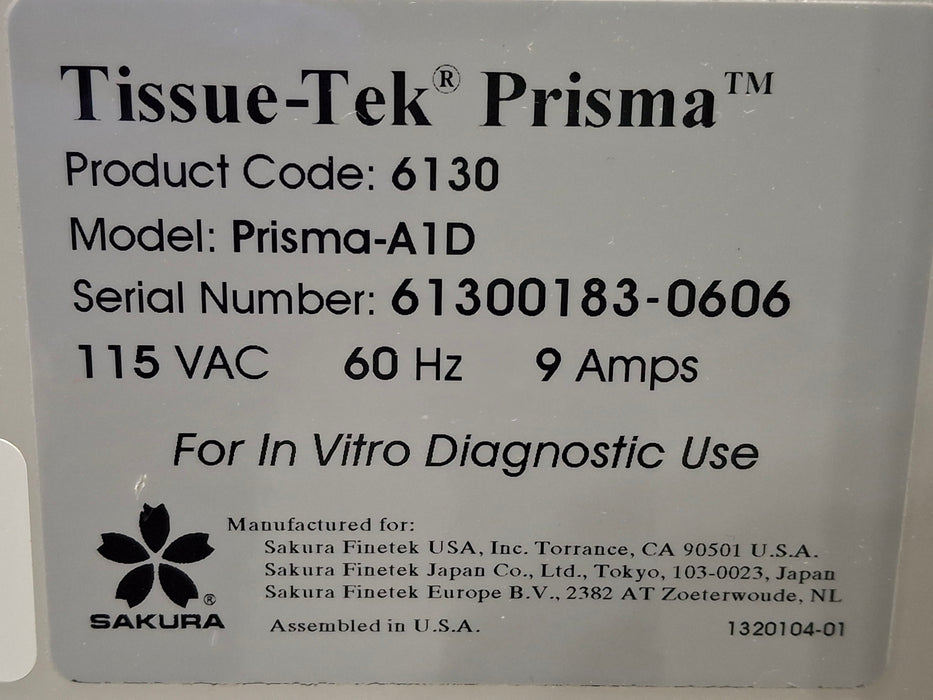 Tissue-Tek® Prisma™
Product Code: 6130
Model: Prisma-A1D
Serial Number: 61300183-0606
115 VAC 60 Hz 9 Amps
For In Vitro Diagnostic Use
Manufactured for:
Sakura Finetek USA, Inc. Torrance, CA 90501 U.S.A.
Sakura Finetek Japan Co., Ltd., Tokyo, 103-0023, Japan
Sakura Finetek Europe B.V., 2382 AT Zoeterwoude, NL
®
SAKURA
Assembled in U.S.A. 1320104-01